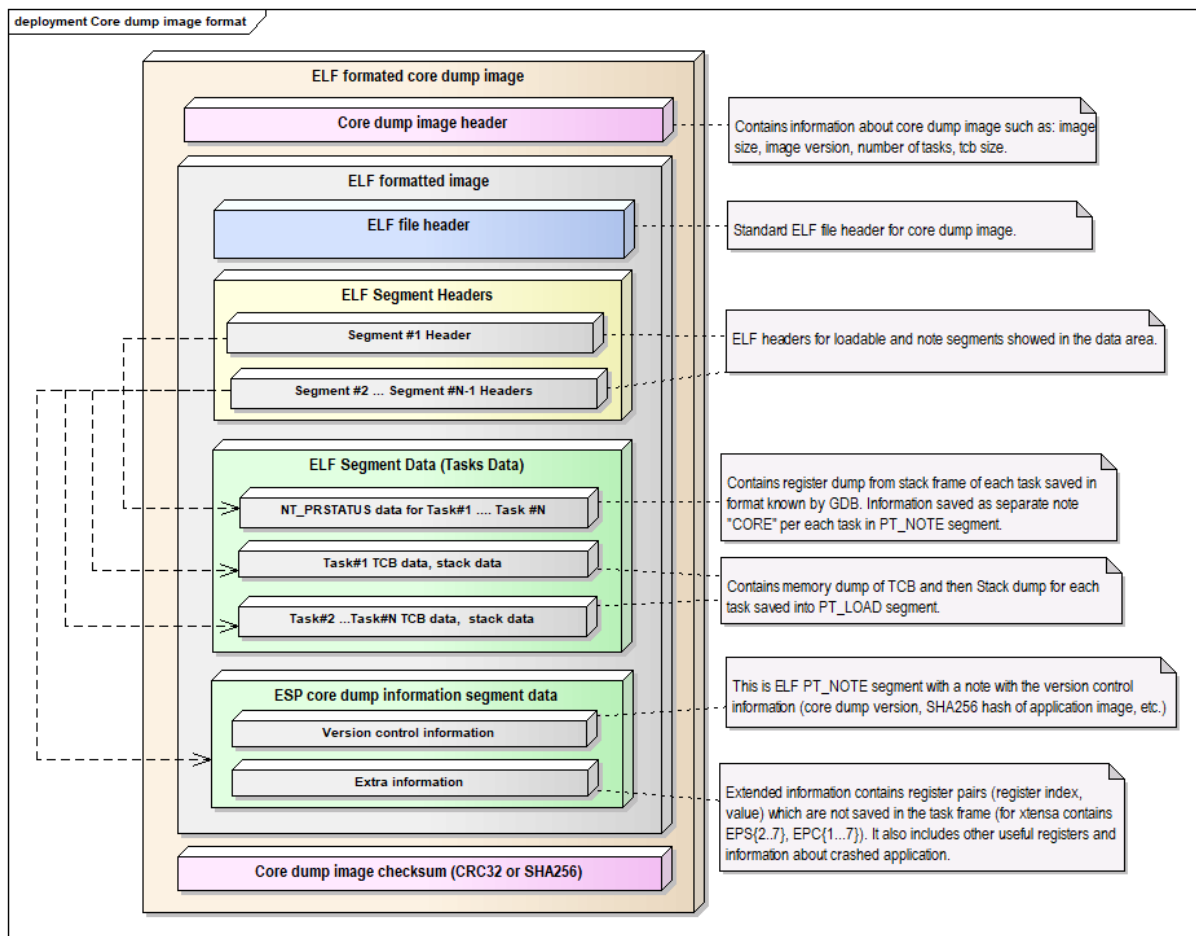 deployment Core dump image format
ELF formated core dump image
Core dump image header
Contains information about core dump image such as: image
size, image version, number of tasks, tcb size.
ELF formatted image
ELF file header
Standard ELF file header for core dump image.
ELF Segment Headers
Segment #1 Header
ELF headers for loadable and note segments showed in the data area.
Segment #2 ... Segment #N-1 Headers
ELF Segment Data (Tasks Data)
NT_PRSTATUS data for Task#1 .... Task #N
Contains register dump from stack frame of each task saved in
format known by GDB. Information saved as separate note
"CORE" per each task in PT_NOTE segment.
Task#1 TCB data, stack data
Contains memory dump of TCB and then Stack dump for each
task saved into PT_LOAD segment.
Task#2 ...Task#N TCB data, stack data
ESP core dump information segment data
This is ELF PT_NOTE segment with a note with the version control
information (core dump version, SHA256 hash of application image, etc.)
Version control information
Extra information
Extended information contains register pairs (register index,
value) which are not saved in the task frame (for xtensa contains
EPS{2..7}, EPC{1...7}). It also includes other useful registers and
information about crashed application.
Core dump image checksum (CRC32 or SHA256)